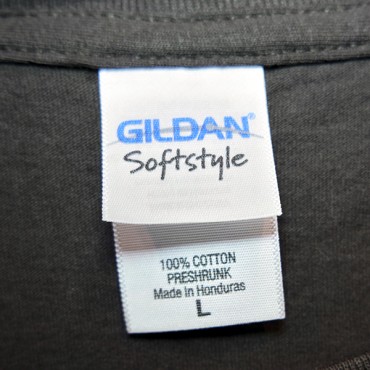 GILDAN®
Softstyle
100% COTTON
PRESHRUNK
Made in Honduras
L